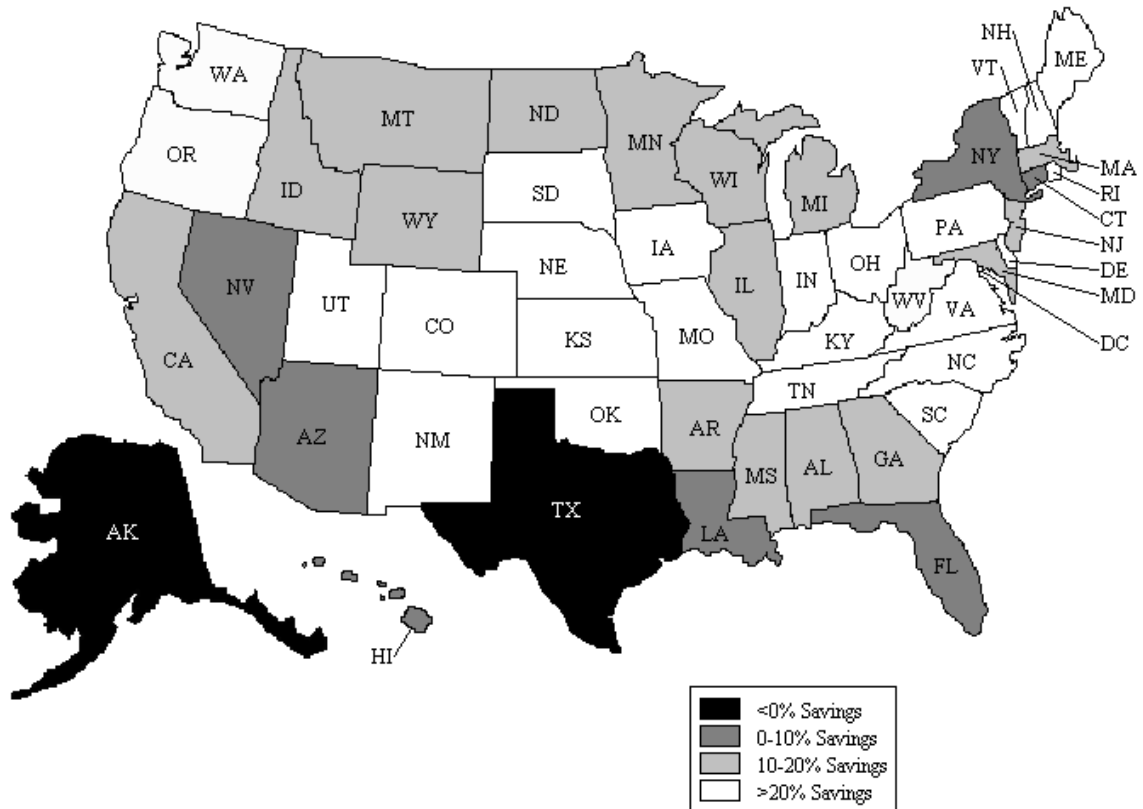 NH
ME
VT
WA
MT
ND
MN
OR
NY
MA
WI
ID
SD
MI
RI
WY
CT
PA
IA
NJ
NE
OH
DE
NV
IN
IL
MD
UT
WV
VA
CO
KS
MO
KY
DC
CA
NC
TN
OK
SC
AR
AZ
NM
GA
MS
AL
TX
AK
LA
FL
HI
<0% Savings
0-10% Savings
10-20% Savings
>20% Savings